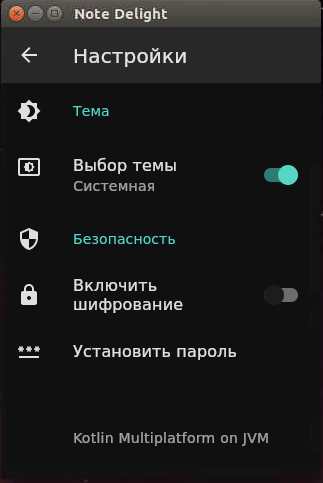 Note Delight
Настройки
Тема
Выбор темы
Системная
Безопасность
Включить
шифрование
Установить пароль
Kotlin Multiplatform on JVM